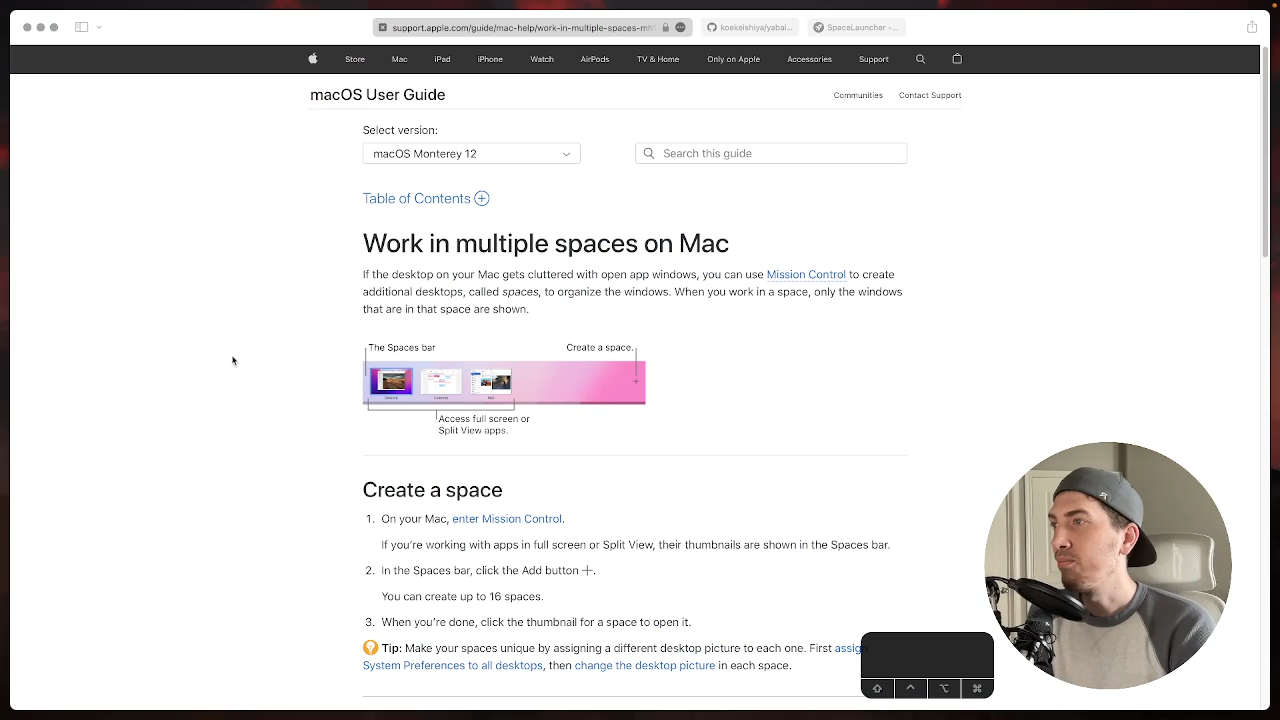 support.apple.com/guide/mac-help/work-in-multiple-spaces-mh
koekeishiya/yabai...
SpaceLauncher -...
Store
Mac
iPad
iPhone
Watch
AirPods
TV & Home
Only on Apple
Accessories
Support
macOS User Guide
Communities
Contact Support
Select version:
macOS Monterey 12
Search this guide
Table of Contents
Work in multiple spaces on Mac
If the desktop on your Mac gets cluttered with open app windows, you can use Mission Control to create
additional desktops, called spaces, to organize the windows. When you work in a space, only the windows
that are in that space are shown.
The Spaces bar
Create a space.
Access full screen or
Split View apps.
Create a space
1. On your Mac, enter Mission Control.
If you’re working with apps in full screen or Split View, their thumbnails are shown in the Spaces bar.
2. In the Spaces bar, click the Add button +.
You can create up to 16 spaces.
3. When you’re done, click the thumbnail for a space to open it.
Tip: Make your spaces unique by assigning a different desktop picture to each one. First assig
System Preferences to all desktops, then change the desktop picture in each space.